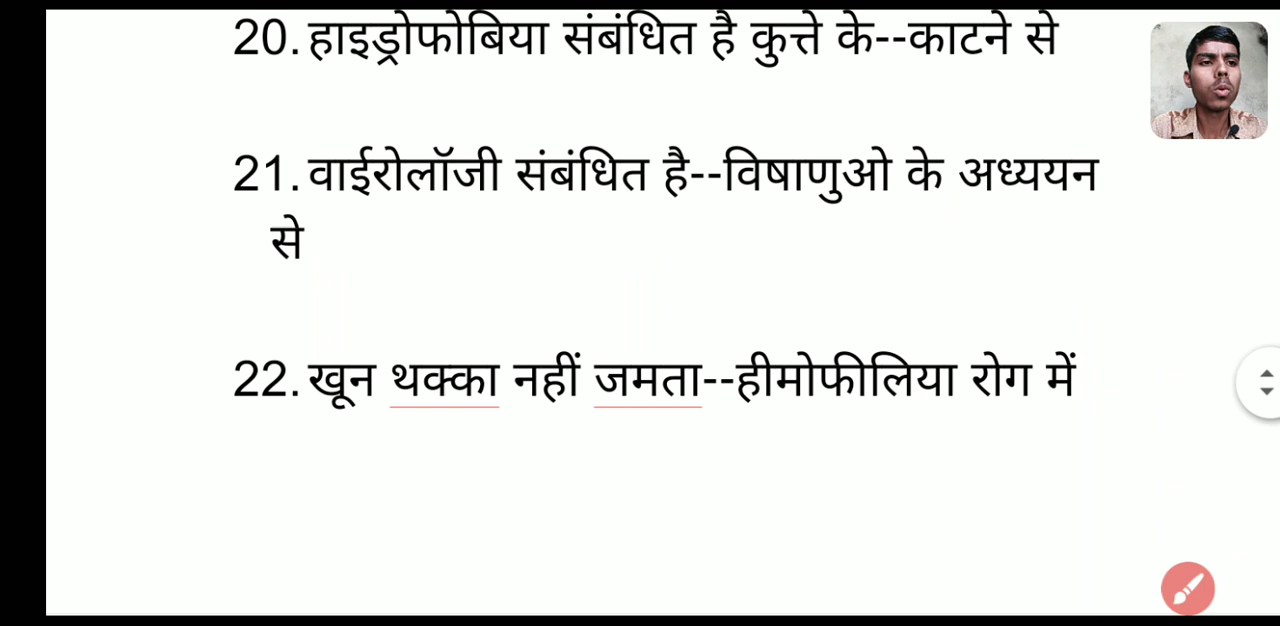 20. हाइड्रोफोबिया संबंधित है कुत्ते के--काटने से
21. वाईरोलॉजी संबंधित है--विषाणुओ के अध्ययन
से
22. खून थक्का नहीं जमता--हीमोफीलिया रोग में